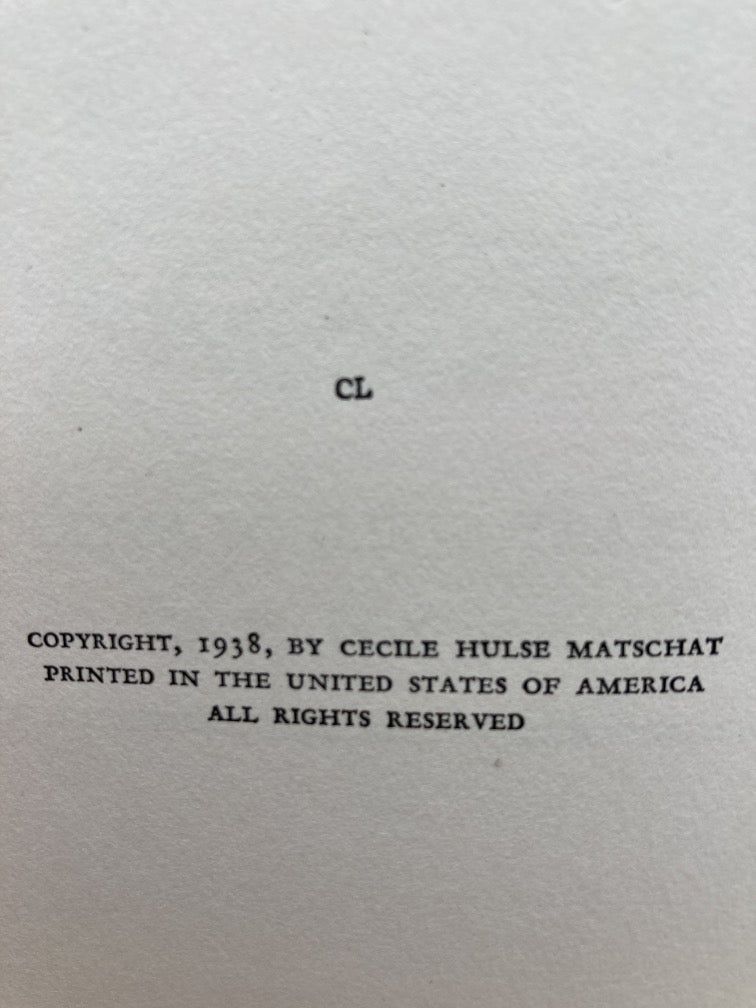 CL
COPYRIGHT, 1938, BY CECILE HULSE MATSCHAT
PRINTED IN THE UNITED STATES OF AMERICA
ALL RIGHTS RESERVED